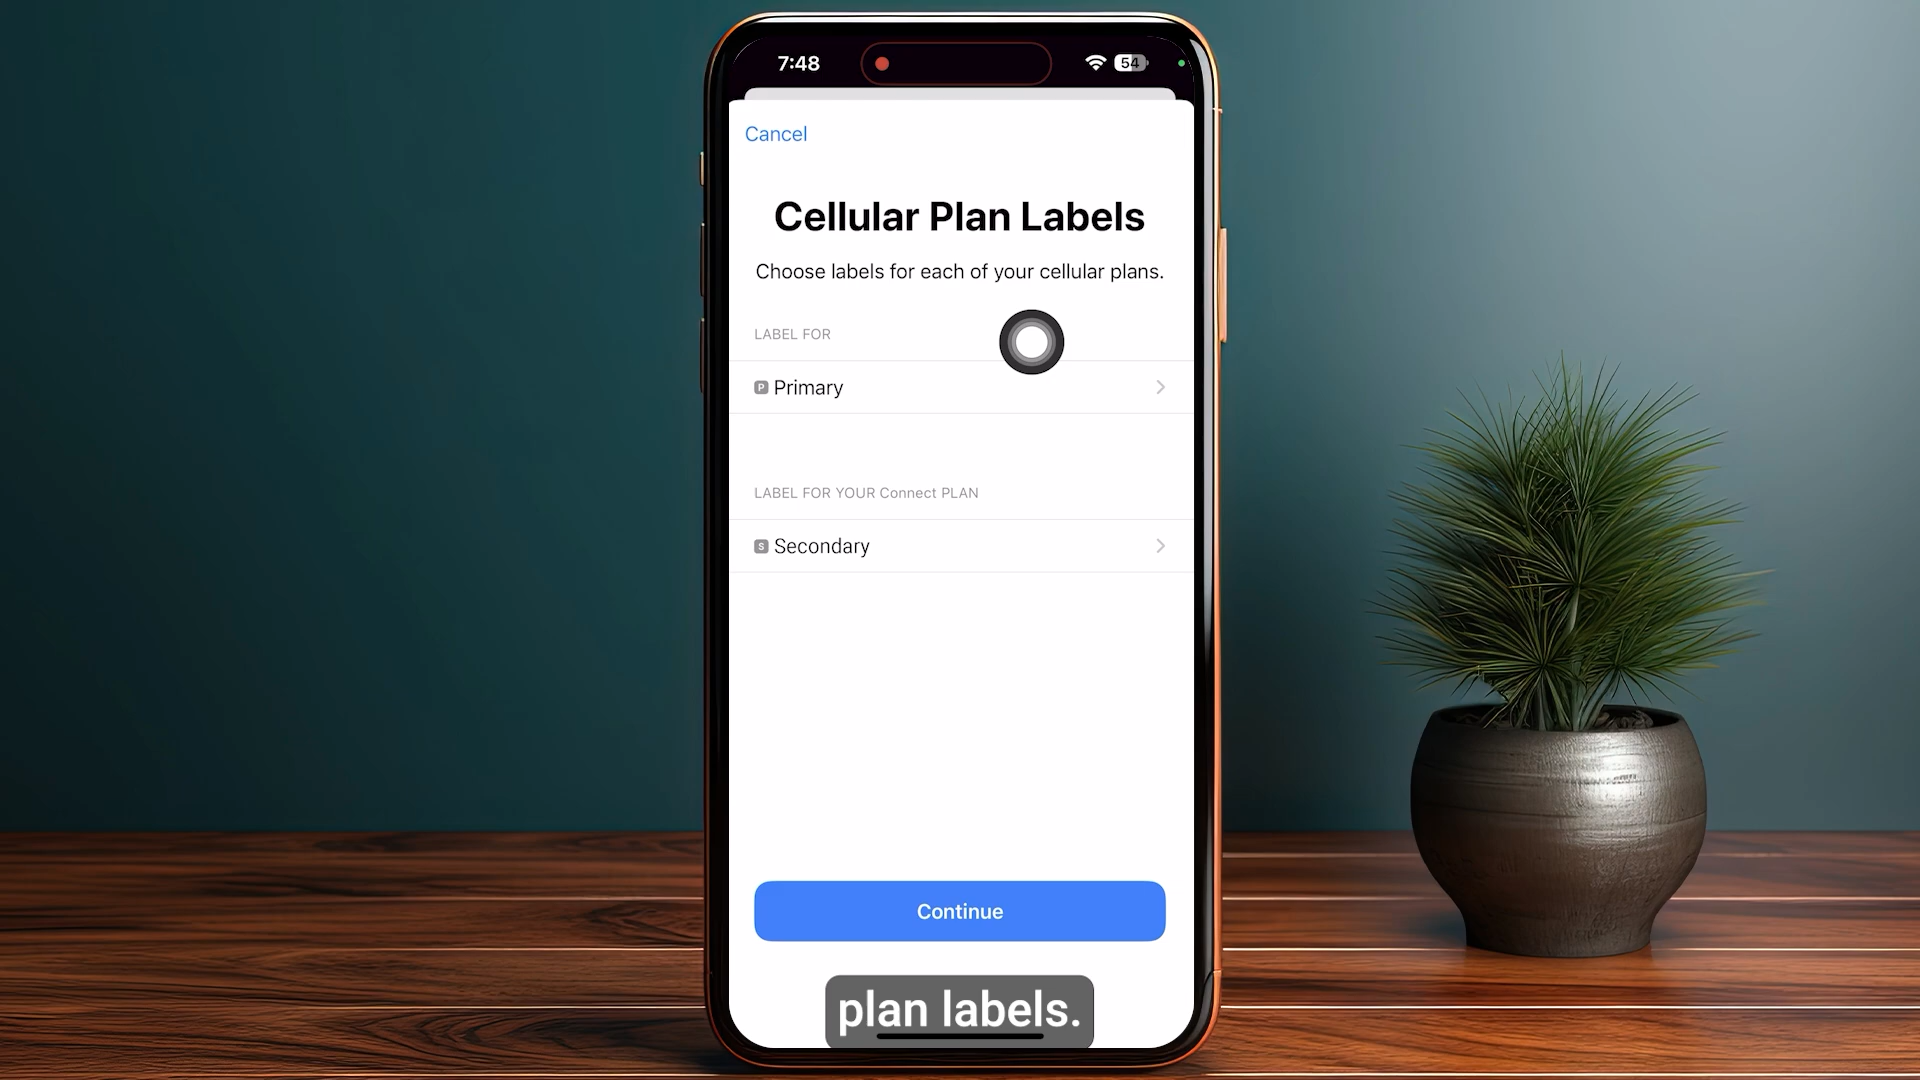 7:48
54
Cancel
Cellular Plan Labels
Choose labels for each of your cellular plans.
LABEL FOR
P Primary
LABEL FOR YOUR Connect PLAN
S Secondary
Continue
plan labels.